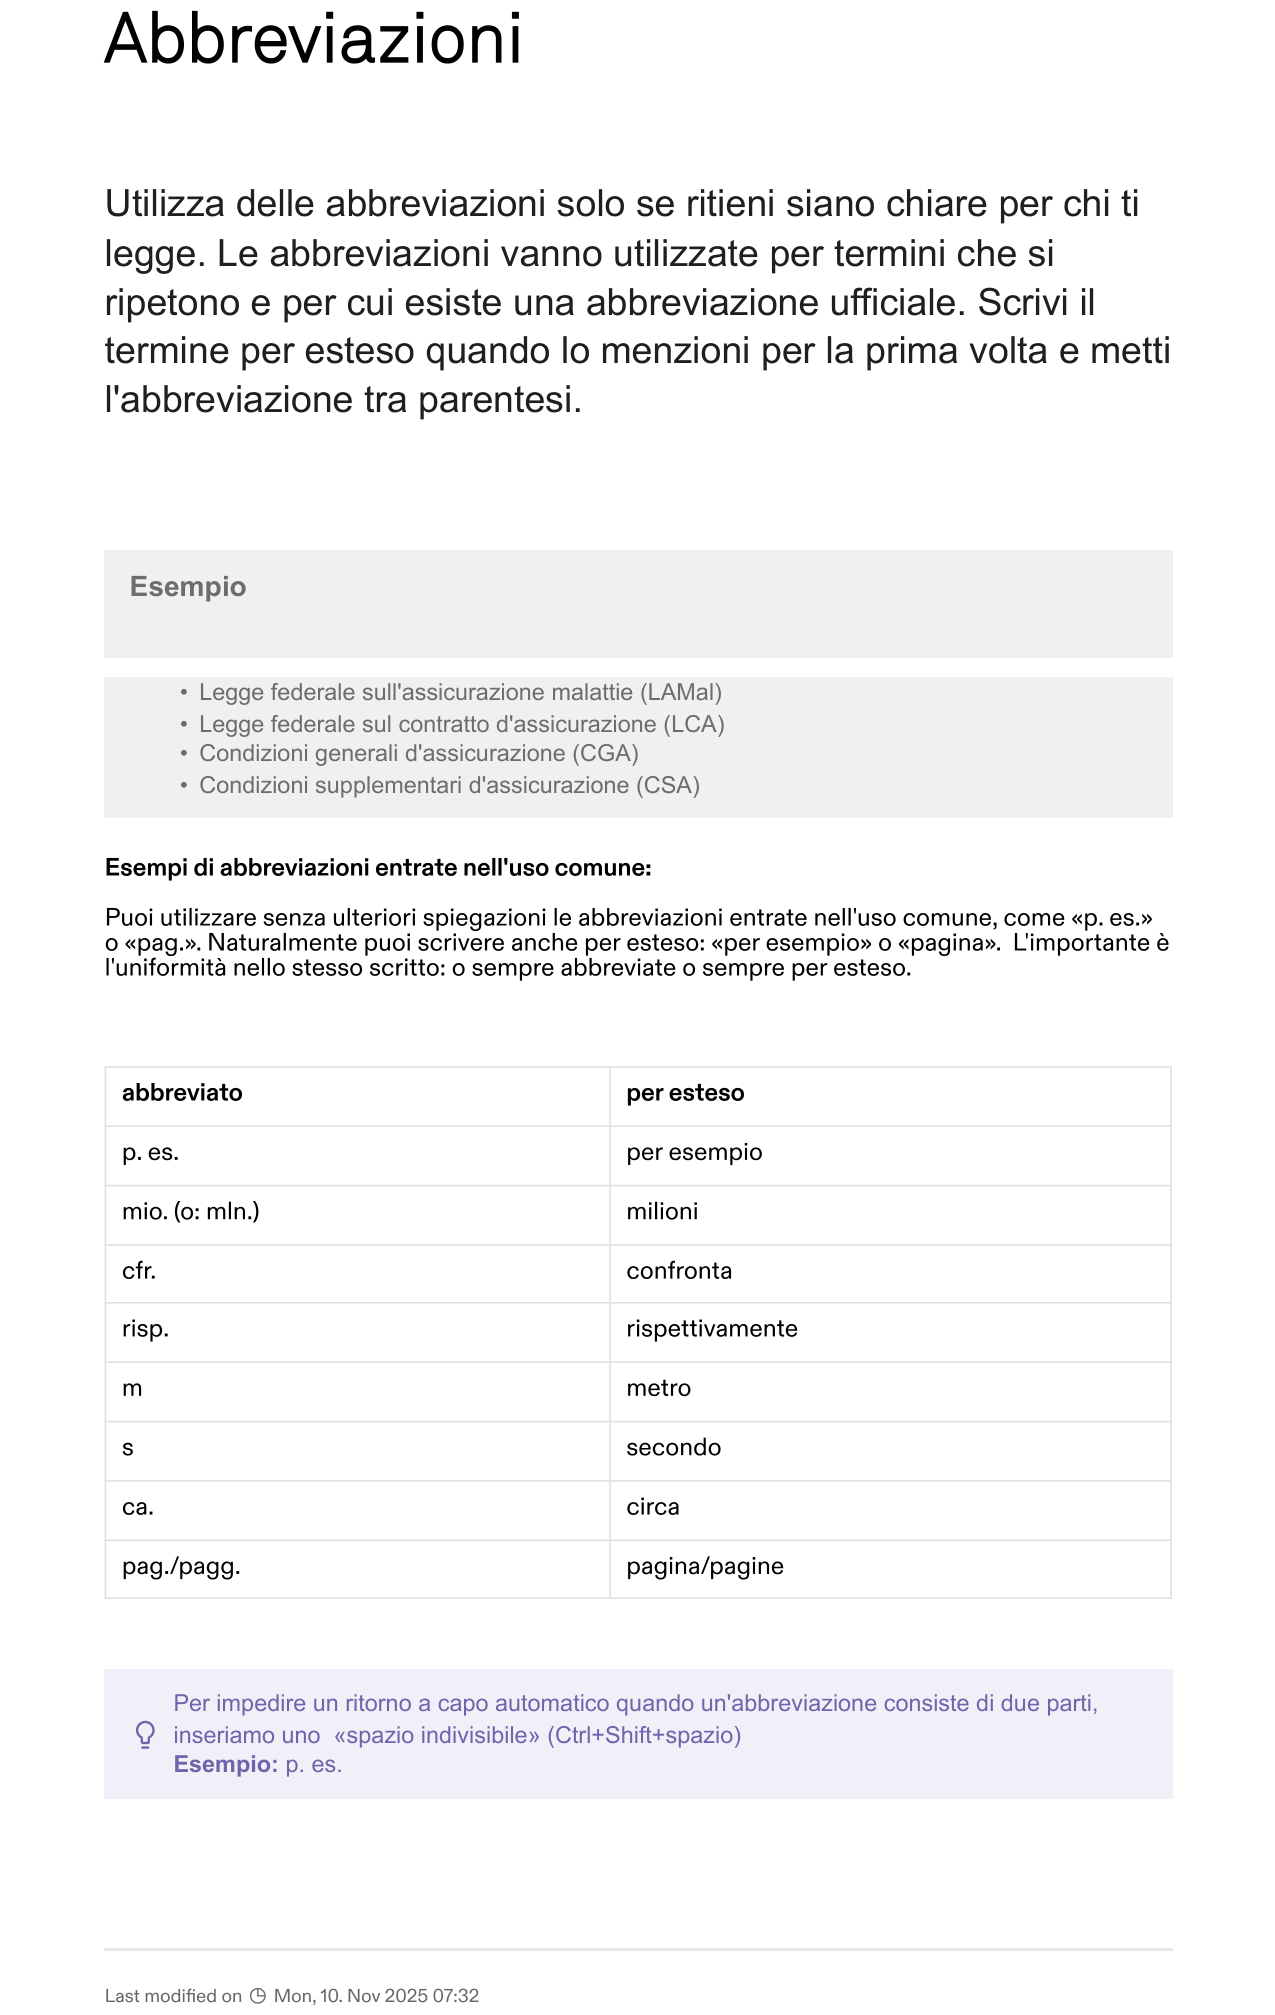 Abbreviazioni
Utilizza delle abbreviazioni solo se ritieni siano chiare per chi ti
legge. Le abbreviazioni vanno utilizzate per termini che si
ripetono e per cui esiste una abbreviazione ufficiale. Scrivi il
termine per esteso quando lo menzioni per la prima volta e metti
l'abbreviazione tra parentesi.
Esempio
• Legge federale sull'assicurazione malattie (LAMal)
• Legge federale sul contratto d'assicurazione (LCA)
• Condizioni generali d'assicurazione (CGA)
• Condizioni supplementari d'assicurazione (CSA)
Esempi di abbreviazioni entrate nell'uso comune:
Puoi utilizzare senza ulteriori spiegazioni le abbreviazioni entrate nell'uso comune, come «p. es.»
o «pag.». Naturalmente puoi scrivere anche per esteso: «per esempio» o «pagina».  L'importante è
l'uniformità nello stesso scritto: o sempre abbreviate o sempre per esteso.
abbreviato per esteso
p. es. per esempio
mio. (o: mln.) milioni
cfr. confronta
risp. rispettivamente
m metro
s secondo
ca. circa
pag./pagg. pagina/pagine
Per impedire un ritorno a capo automatico quando un'abbreviazione consiste di due parti,
inseriamo uno  «spazio indivisibile» (Ctrl+Shift+spazio)
Esempio: p. es.
Last modified on Mon, 10. Nov 2025 07:32